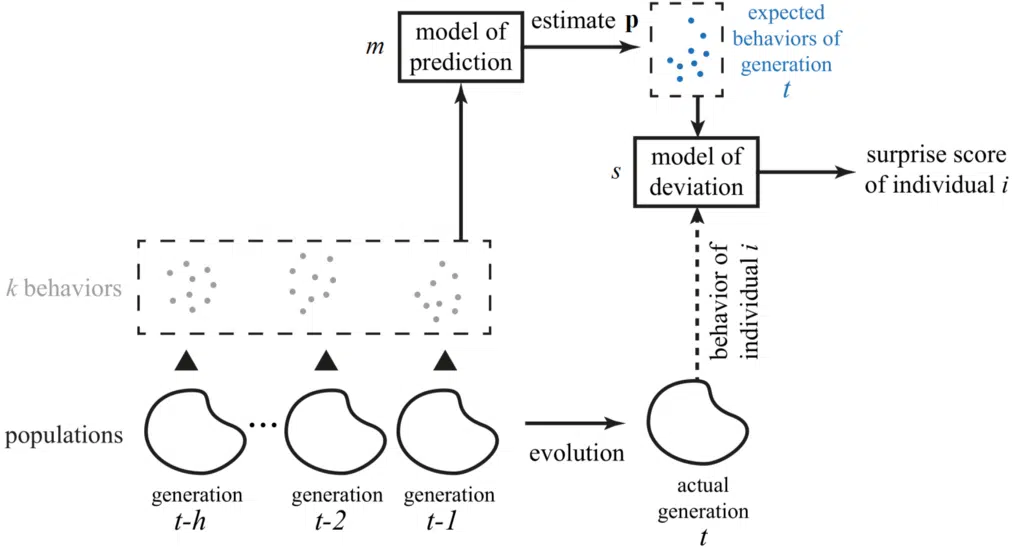 m
model of
prediction
estimate p
expected
behaviors of
generation
t
s
model of
deviation
surprise score
of individual i
k behaviors
behavior of
individual i
populations
...
evolution
generation
t-h
generation
t-2
generation
t-1
actual
generation
t